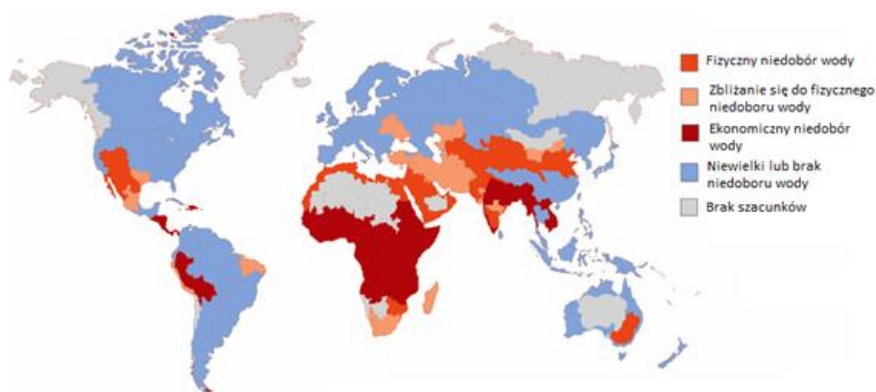 Fizyczny niedobór wody
Zbliżanie się do fizycznego
niedoboru wody
Ekonomiczny niedobór
wody
Niewielki lub brak
niedoboru wody
Brak szacunków